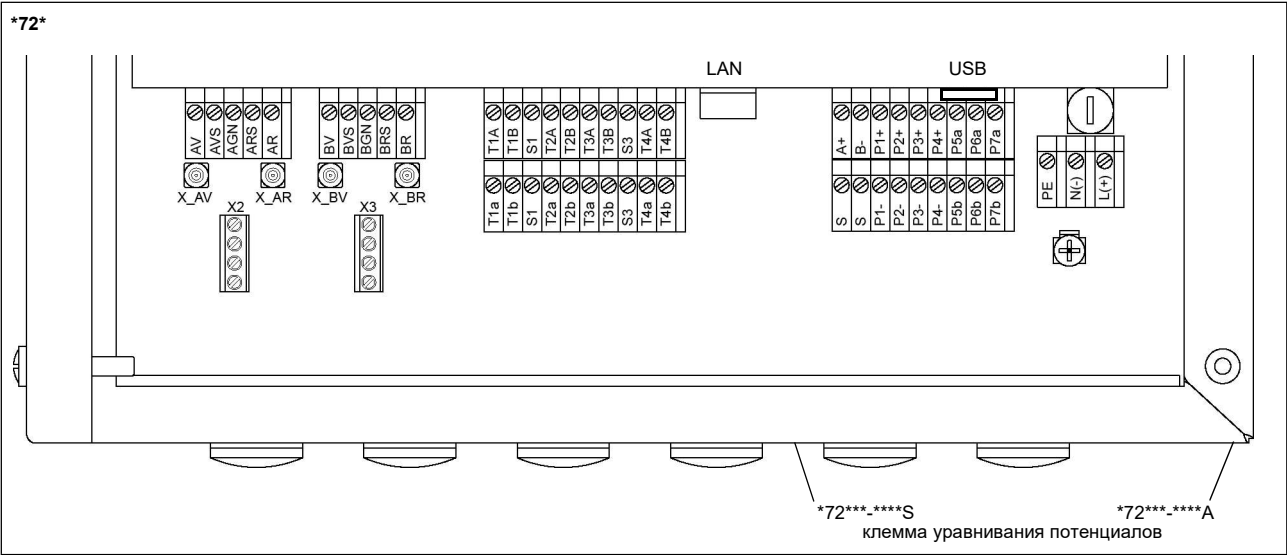 *72*
LAN USB
AV AVS AGN ARS AR BV BVS BGN BRS BR T1A T1B S1 T2A T2B T3A T3B S3 T4A T4B A+ B- P1+ P2+ P3+ P4+ P5a P6a P7a
PE N(-) L(+)
X_AV X_AR X_BV X_BR T1a T1b S1 T2a T2b T3a T3b S3 T4a T4b S S P1- P2- P3- P4- P5b P6b P7b
X2 X3
*72***-****S *72***-****A
клемма уравнивания потенциалов